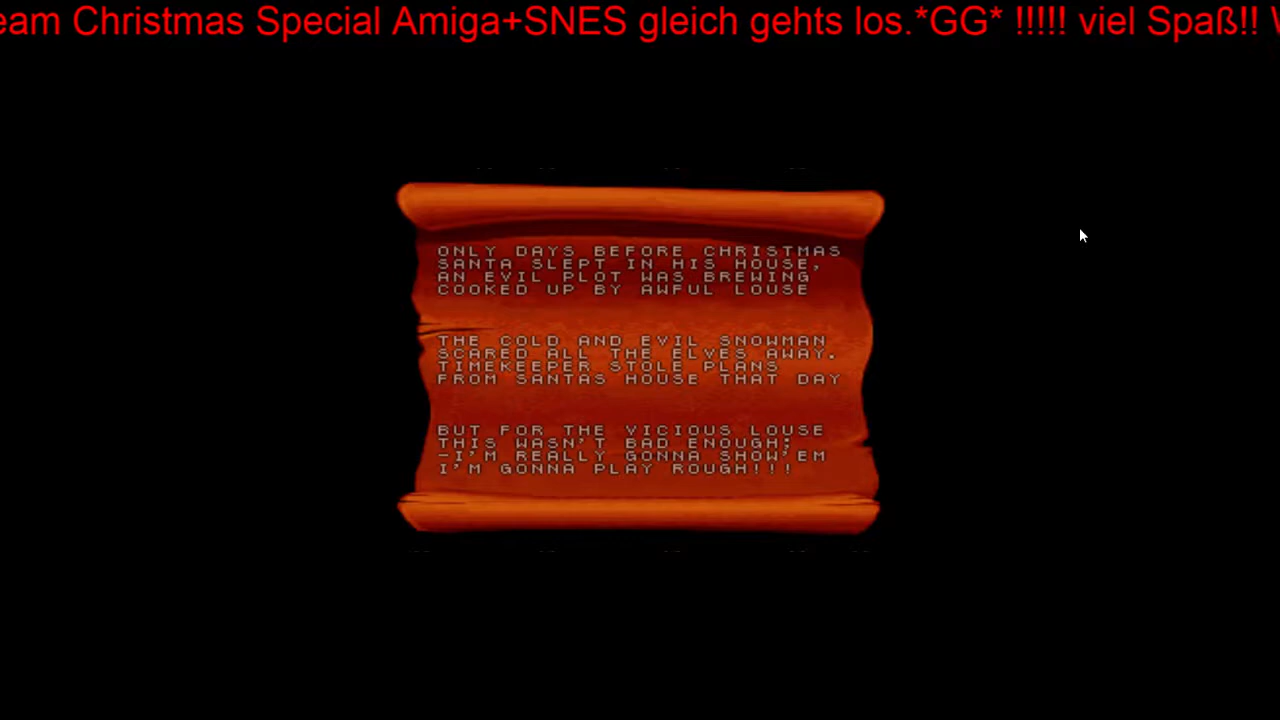 eam Christmas Special Amiga+SNES gleich gehts los.*GG* !!!!! viel Spaß!!
ONLY DAYS BEFORE CHRISTMAS
SANTA SLEPT IN HIS HOUSE,
AN EVIL PLOT WAS BREWING
COOKED UP BY AWFUL LOUSE
THE COLD AND EVIL SNOWMAN
SCARED ALL THE ELVES AWAY.
TIMEKEEPER STOLE PLANS
FROM SANTAS HOUSE THAT DAY
BUT FOR THE VICIOUS LOUSE
THIS WASN'T BAD ENOUGH;
-I'M REALLY GONNA SHOW'EM
I'M GONNA PLAY ROUGH!!!